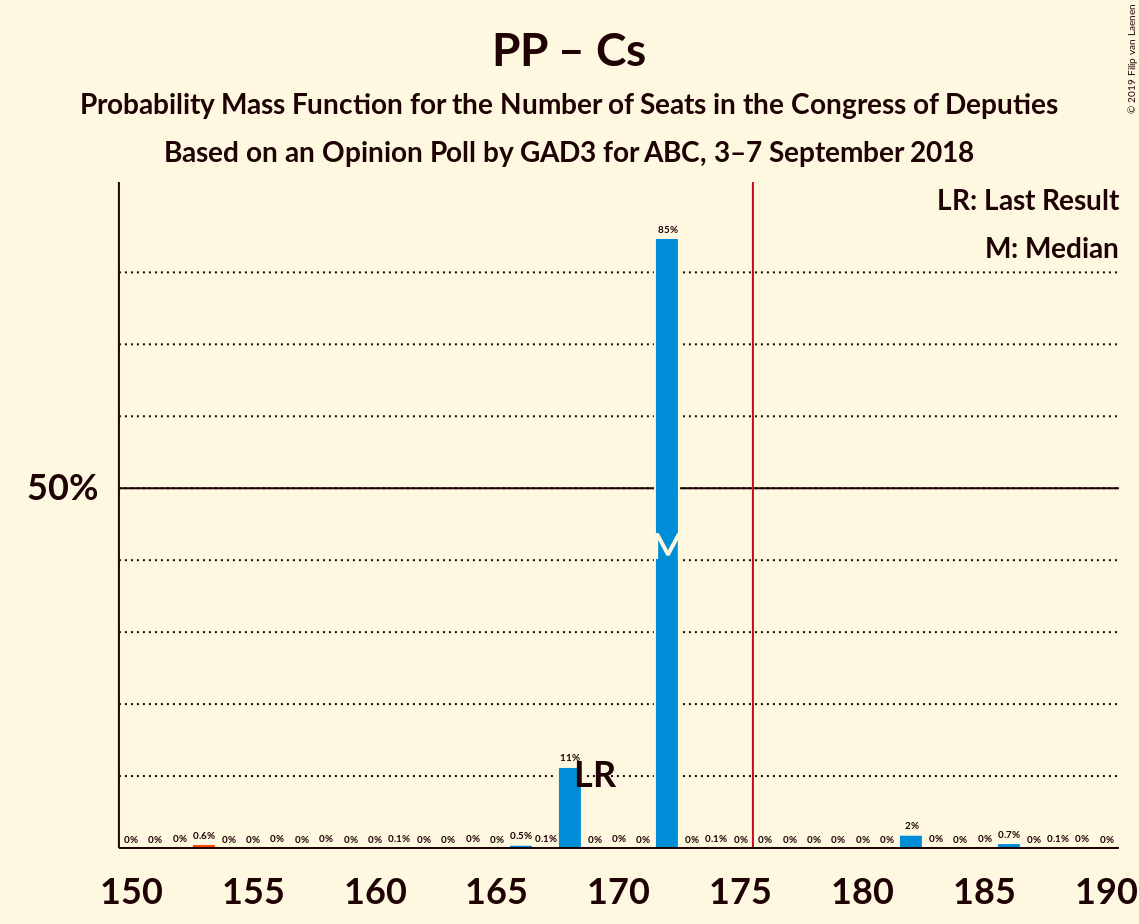 PP – Cs
Probability Mass Function for the Number of Seats in the Congress of Deputies
Based on an Opinion Poll by GAD3 for ABC, 3–7 September 2018
© 2019 Filip van Laenen
LR: Last Result
M: Median
85%
50%
M
11%
LR
0% 0% 0% 0.6% 0% 0% 0% 0% 0% 0% 0% 0.1% 0% 0% 0% 0% 0.5% 0.1% 0% 0% 0% 0% 0.1% 0% 0% 0% 0% 0% 0% 0% 2% 0% 0% 0% 0.7% 0% 0.1% 0% 0%
150 155 160 165 170 175 180 185 190